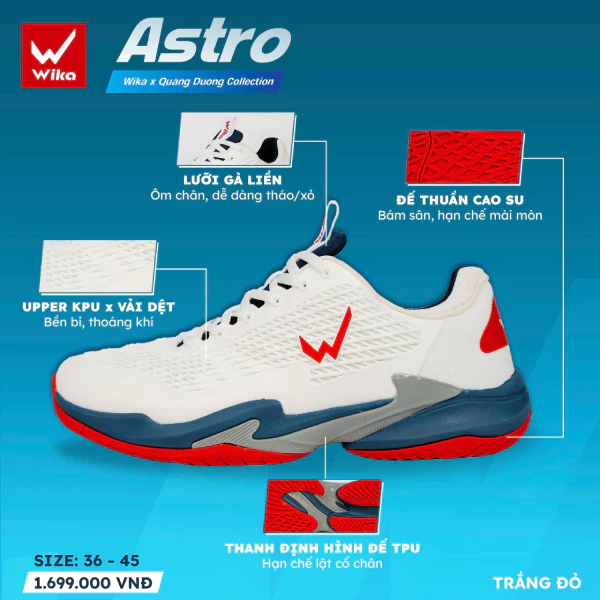 Wika
Astro
Wika x Quang Duong Collection
Wika
LƯỠI GÀ LIỀN
Ôm chân, dễ dàng tháo/xỏ
ĐẾ THUẦN CAO SU
Bám sân, hạn chế mài mòn
UPPER KPU x VẢI DỆT
Bền bỉ, thoáng khí
THANH ĐỊNH HÌNH ĐẾ TPU
Hạn chế lật cổ chân
SIZE: 36 - 45
1.699.000 VNĐ
TRẮNG ĐỎ